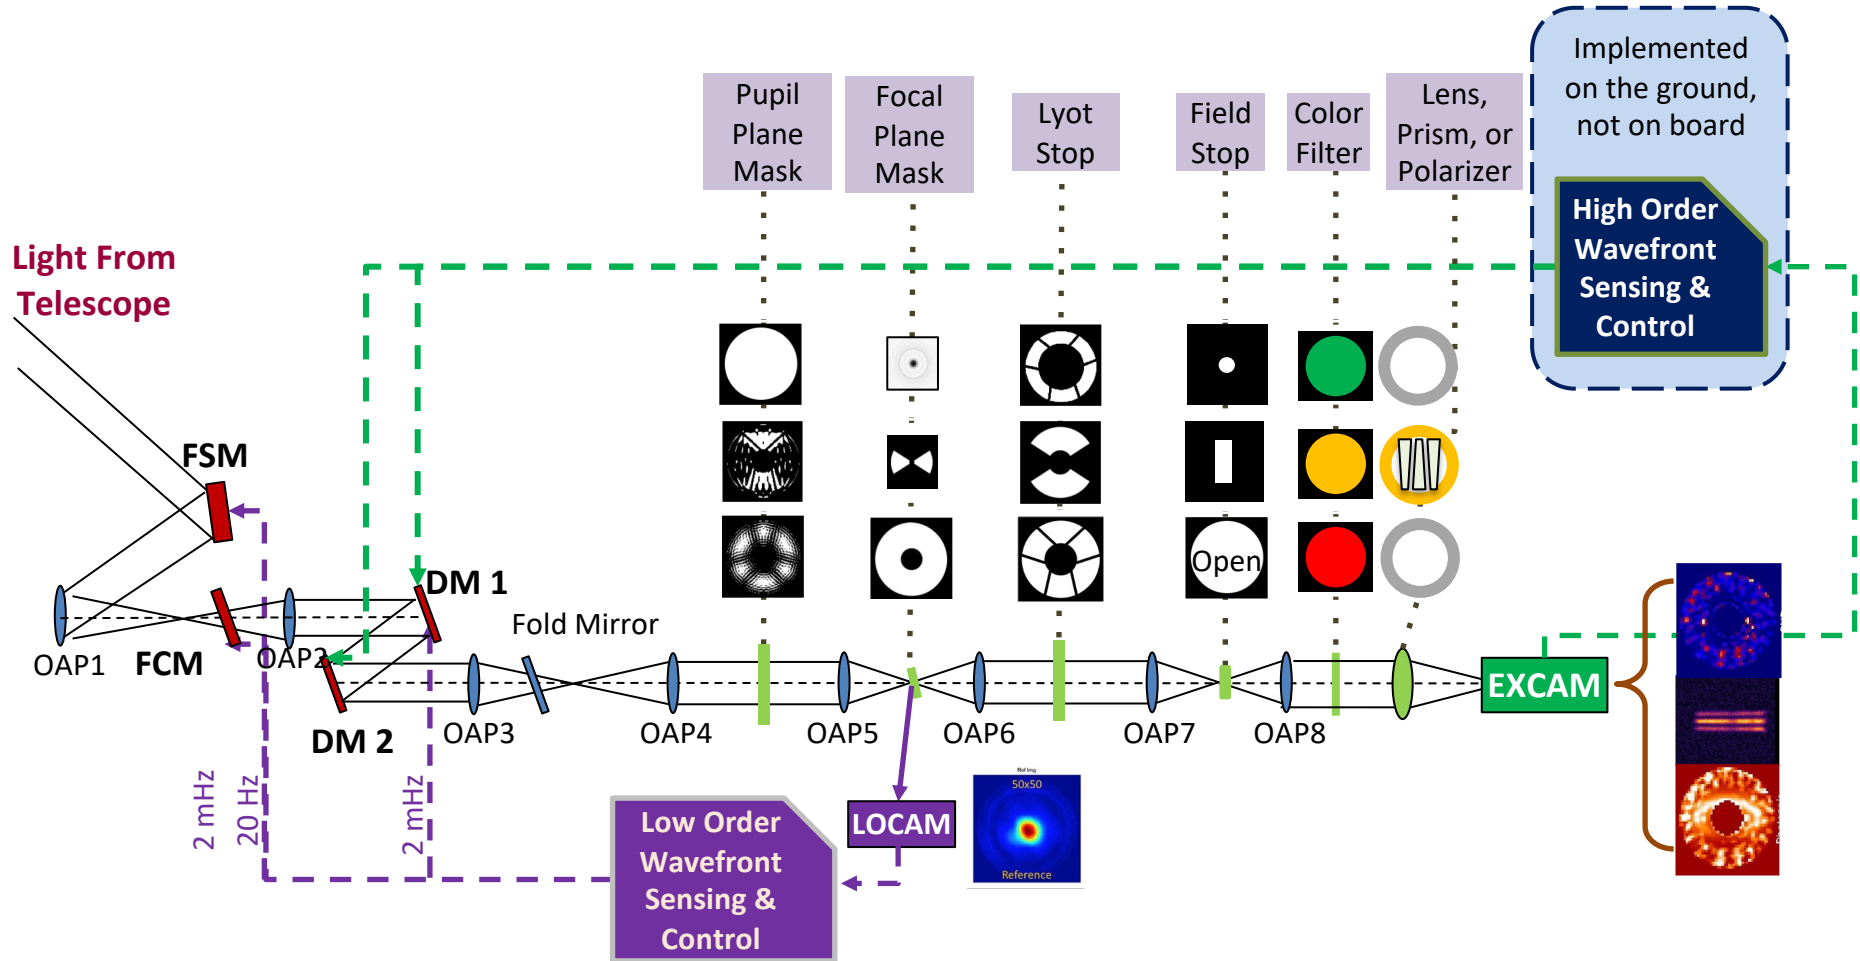 Implemented
on the ground,
not on board
Pupil
Plane
Mask
Focal
Plane
Mask
Lyot
Stop
Field
Stop
Color
Filter
Lens,
Prism, or
Polarizer
High Order
Wavefront
Sensing &
Control
Light From
Telescope
FSM
Open
DM 1
Fold Mirror
OAP1
FCM
OAP2
DM 2
OAP3
OAP4
OAP5
OAP6
OAP7
OAP8
EXCAM
2 mHz
20 Hz
2 mHz
Low Order
Wavefront
Sensing &
Control
LOCAM
Ref Img
50x50
Reference